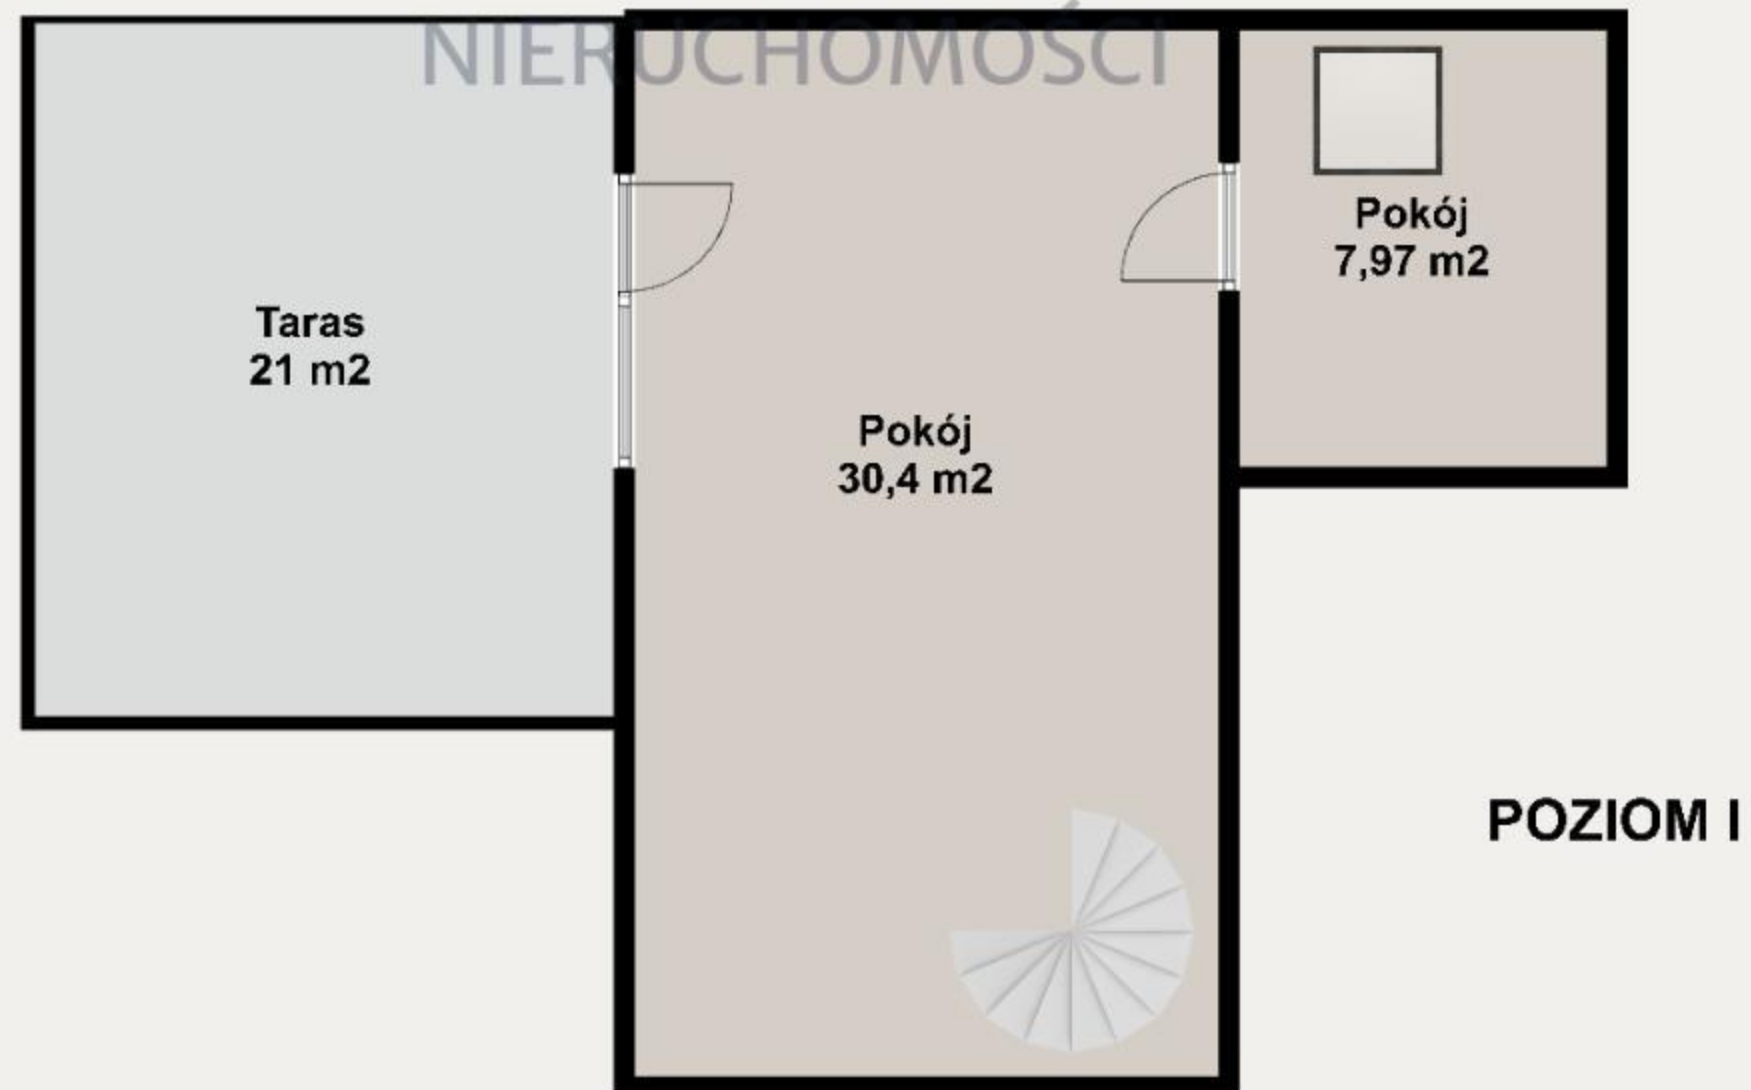 NIERUCHOMOŚCI
Pokój
7,97 m2
Taras
21 m2
Pokój
30,4 m2
POZIOM I